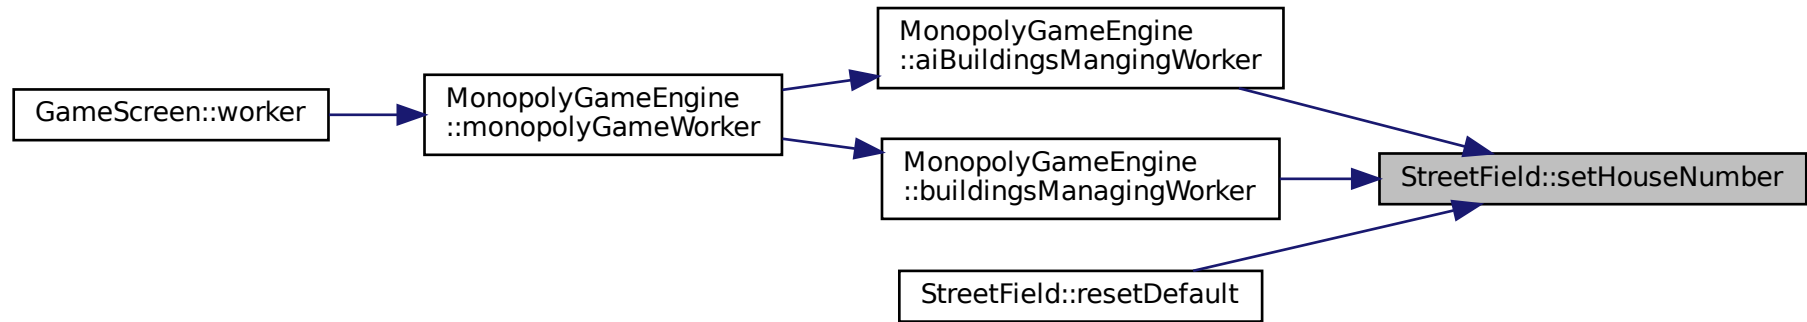 GameScreen::worker
MonopolyGameEngine
::monopolyGameWorker
MonopolyGameEngine
::aiBuildingsMangingWorker
MonopolyGameEngine
::buildingsManagingWorker
StreetField::resetDefault
StreetField::setHouseNumber